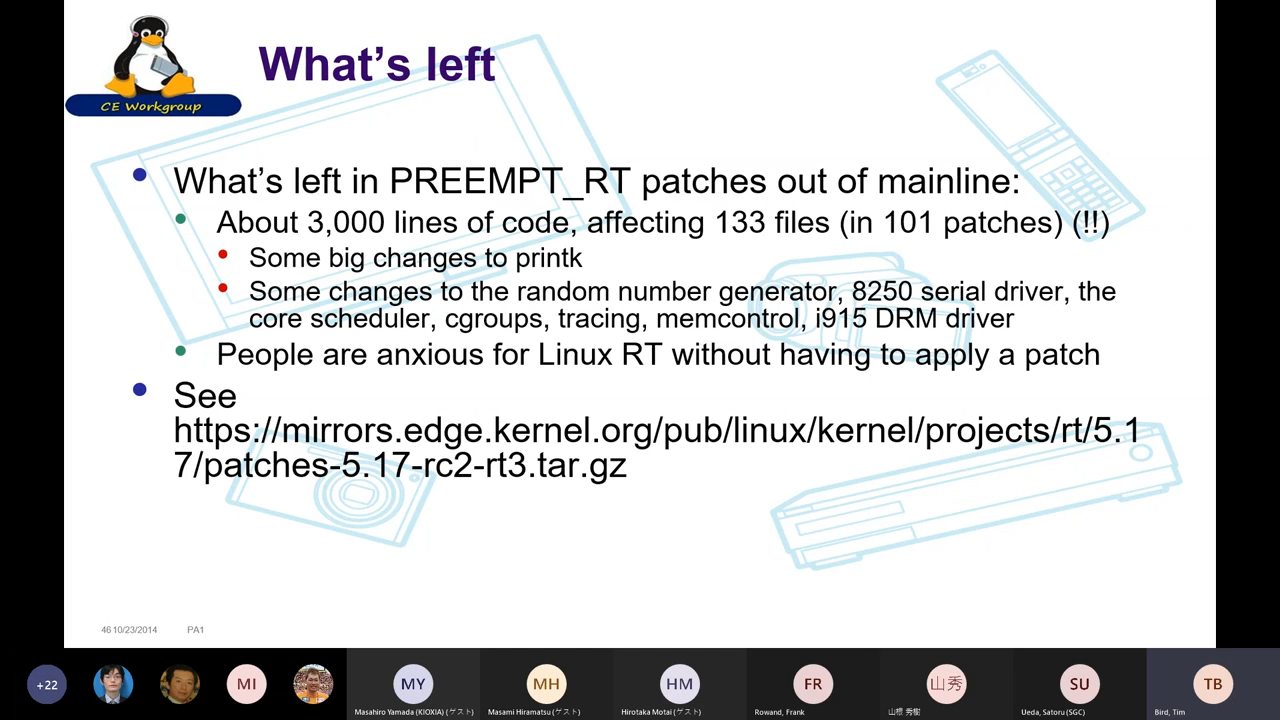 CE Workgroup
What's left
What's left in PREEMPT_RT patches out of mainline:
About 3,000 lines of code, affecting 133 files (in 101 patches) (!!)
Some big changes to printk
Some changes to the random number generator, 8250 serial driver, the
core scheduler, cgroups, tracing, memcontrol, i915 DRM driver
People are anxious for Linux RT without having to apply a patch
See
https://mirrors.edge.kernel.org/pub/linux/kernel/projects/rt/5.1
7/patches-5.17-rc2-rt3.tar.gz
46 10/23/2014 PA1
+22
MI
MY
MH
HM
FR
山秀
SU
TB
Masahiro Yamada (KIOXIA) (ゲスト)
Masami Hiramatsu (ゲスト)
Hirotaka Motai (ゲスト)
Rowand, Frank
山根 秀樹
Ueda, Satoru (SGC)
Bird, Tim